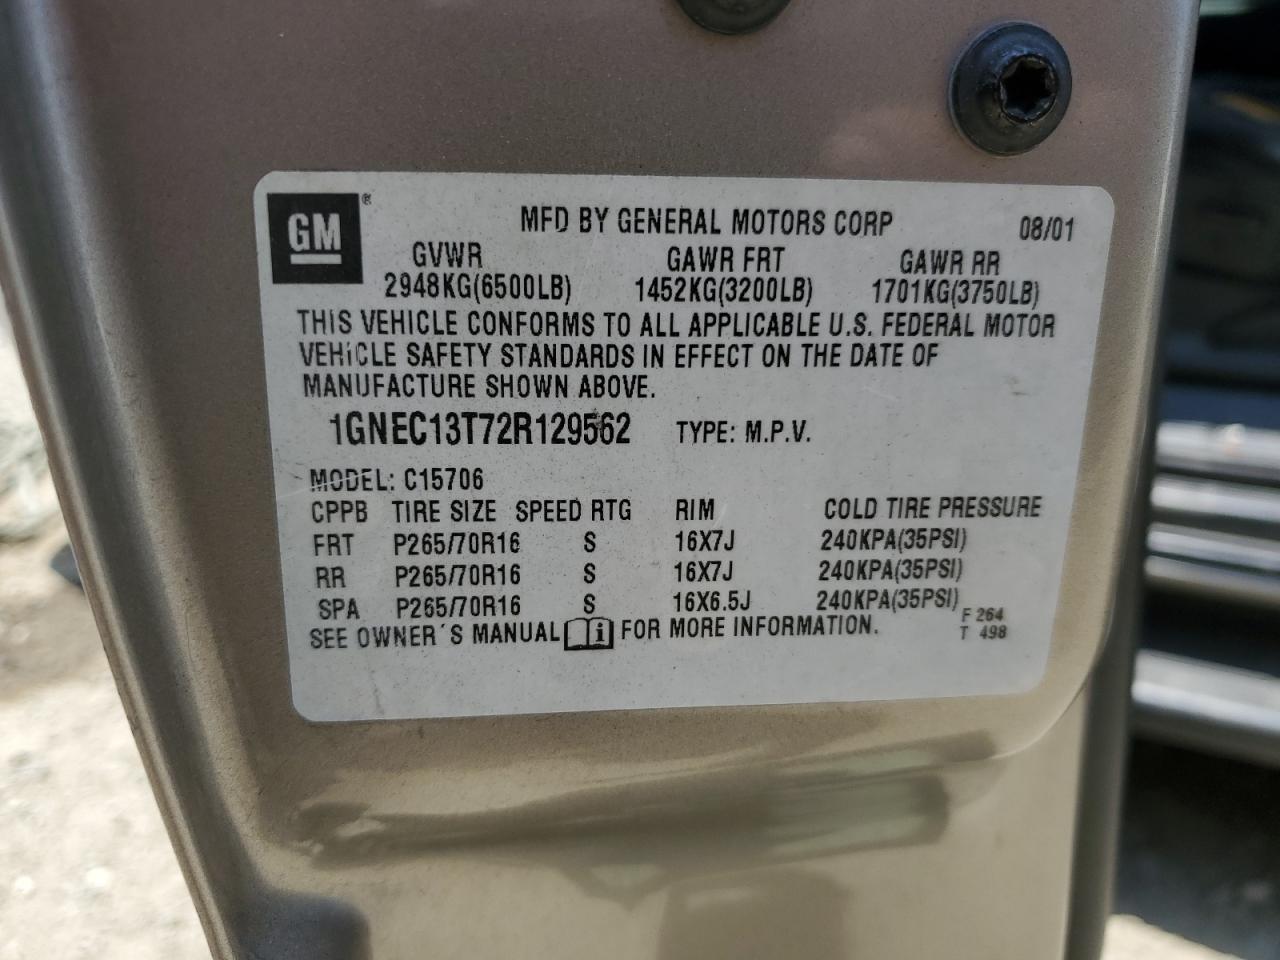 GM ® MFD BY GENERAL MOTORS CORP 08/01
GVWR GAWR FRT GAWR RR
2948KG(6500LB) 1452KG(3200LB) 1701KG(3750LB)
THIS VEHICLE CONFORMS TO ALL APPLICABLE U.S. FEDERAL MOTOR
VEHICLE SAFETY STANDARDS IN EFFECT ON THE DATE OF
MANUFACTURE SHOWN ABOVE.
1GNEC13T72R129562 TYPE: M.P.V.
MODEL: C15706
CPPB TIRE SIZE SPEED RTG RIM COLD TIRE PRESSURE
FRT P265/70R16 S 16X7J 240KPA(35PSI)
RR P265/70R16 S 16X7J 240KPA(35PSI)
SPA P265/70R16 S 16X6.5J 240KPA(35PSI)
SEE OWNER´S MANUAL i FOR MORE INFORMATION.
F 264
T 498